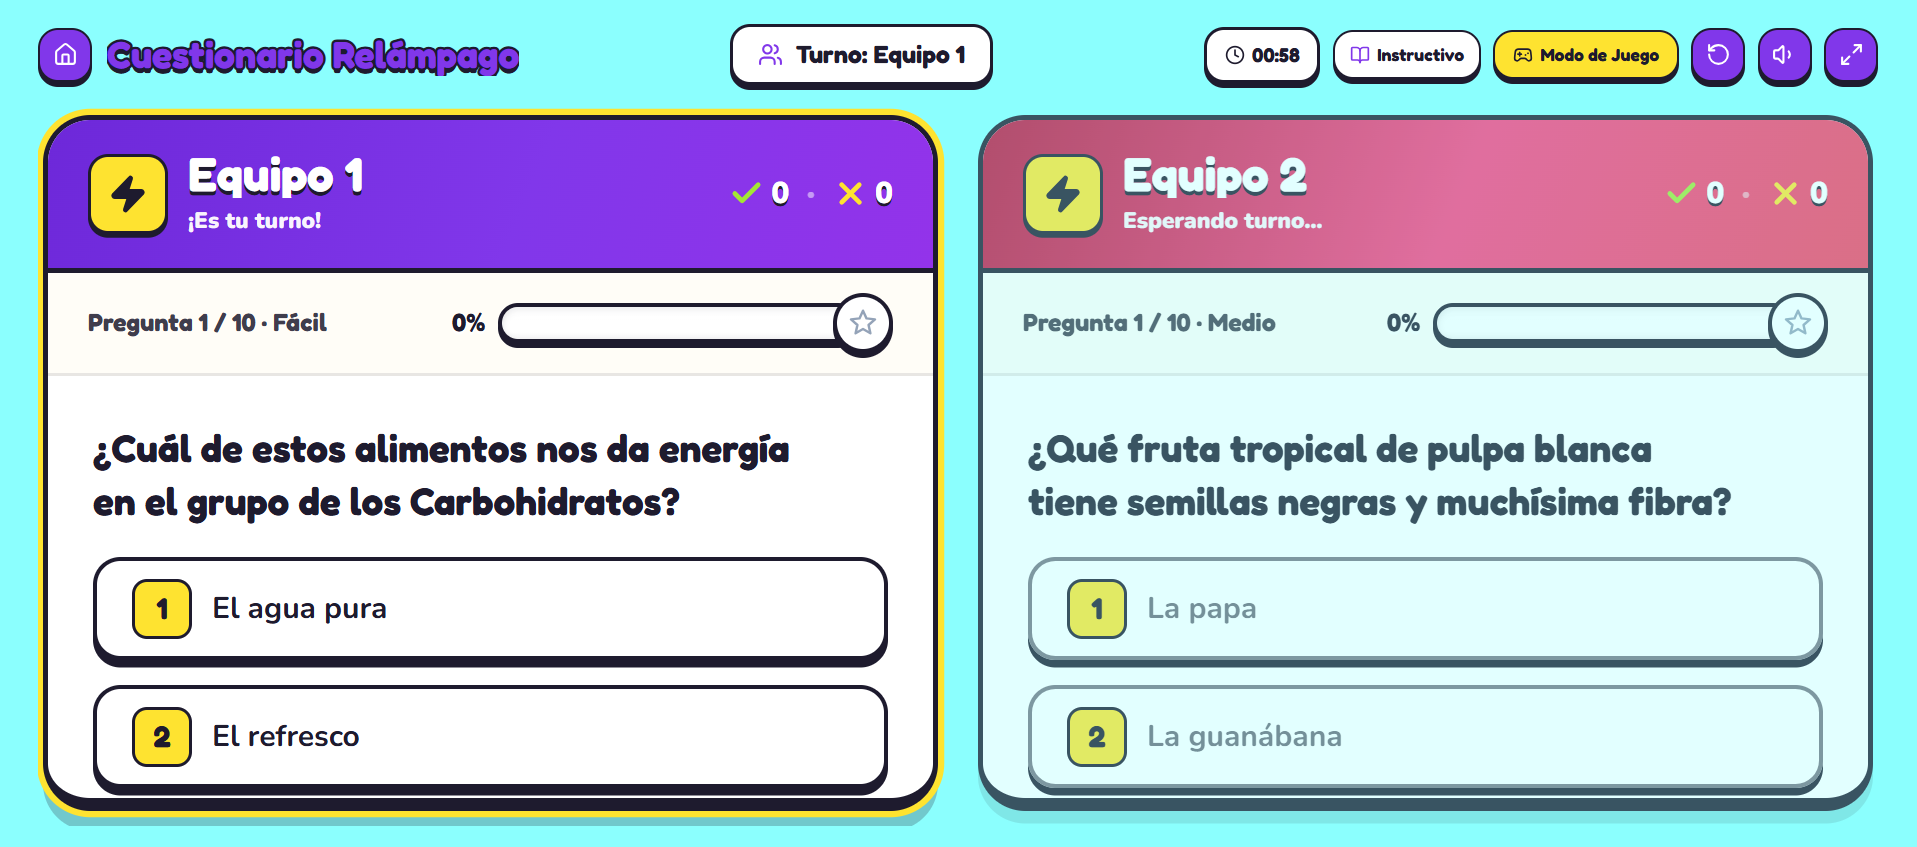 Cuestionario Relámpago
Turno: Equipo 1
00:58
Instructivo
Modo de Juego
Equipo 1
¡Es tu turno!
0 · 0
Pregunta 1 / 10 · Fácil
0%
¿Cuál de estos alimentos nos da energía
en el grupo de los Carbohidratos?
1 El agua pura
2 El refresco
Equipo 2
Esperando turno...
0 · 0
Pregunta 1 / 10 · Medio
0%
¿Qué fruta tropical de pulpa blanca
tiene semillas negras y muchísima fibra?
1 La papa
2 La guanábana